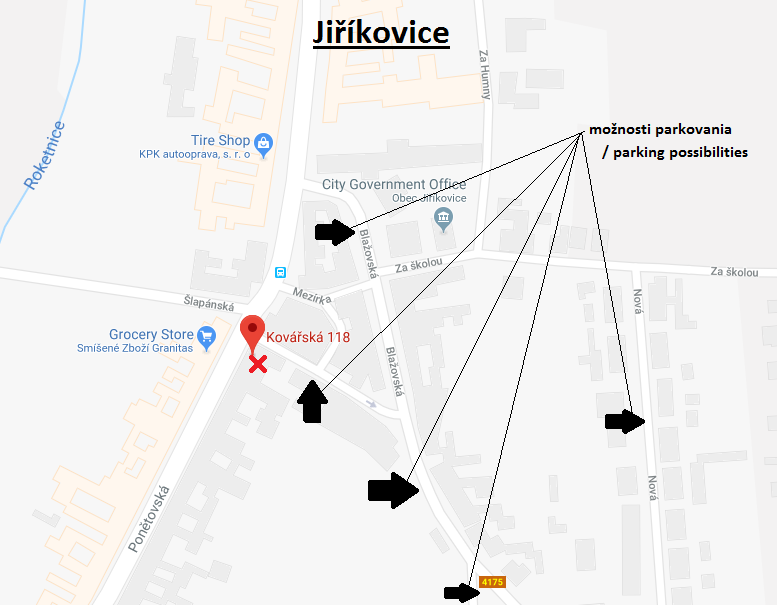 Jiříkovice
Za Humny
možnosti parkovania
/ parking possibilities
Roketnice
Tire Shop
KPK autooprava, s. r. o
City Government Office
Obec Jiříkovice
Blažovská
Za školou
Za školou
Mezírka
Šlapánská
Nová
Grocery Store
Smíšené Zboží Granitas
Kovářská 118
Blažovská
Nová
Ponětovská
4175